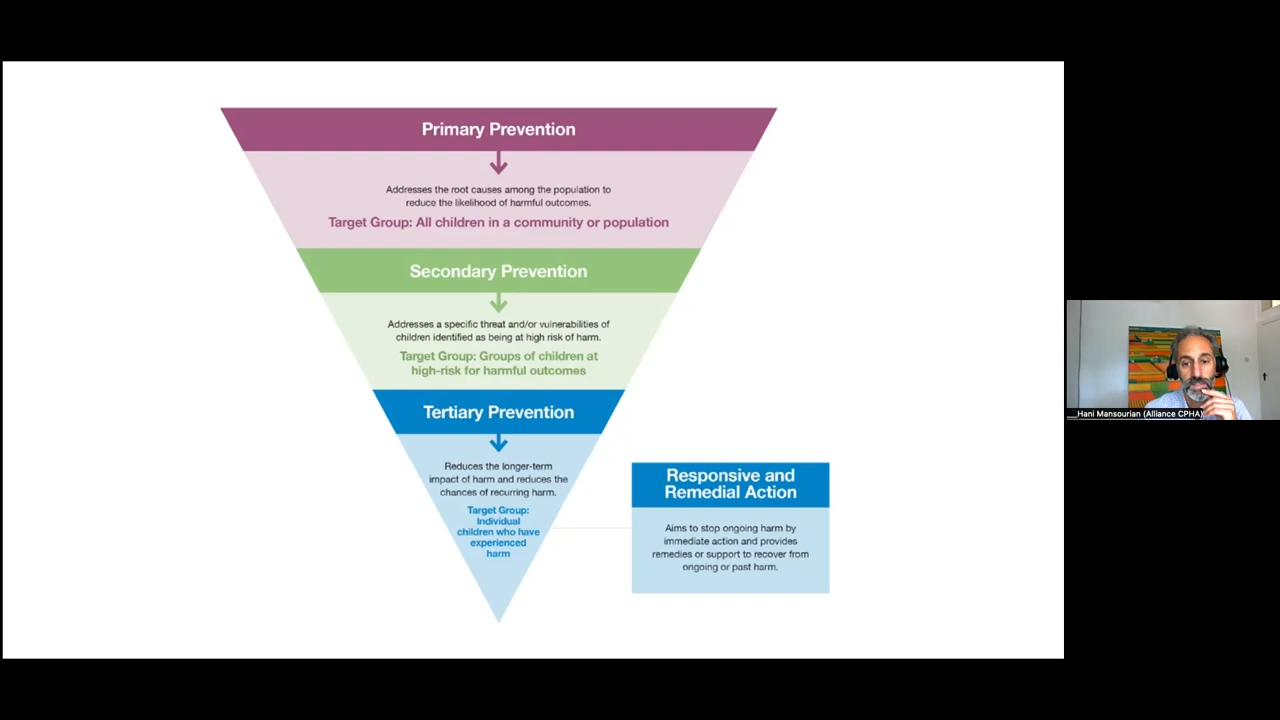 Primary Prevention
Addresses the root causes among the population to
reduce the likelihood of harmful outcomes.
Target Group: All children in a community or population
Secondary Prevention
Addresses a specific threat and/or vulnerabilities of
children identified as being at high risk of harm.
Target Group: Groups of children at
high-risk for harmful outcomes
Tertiary Prevention
Reduces the longer-term
impact of harm and reduces the
chances of recurring harm.
Target Group:
Individual
children who have
experienced
harm
Responsive and
Remedial Action
Aims to stop ongoing harm by
immediate action and provides
remedies or support to recover from
ongoing or past harm.
__Hani Mansourian (Alliance CPHA)